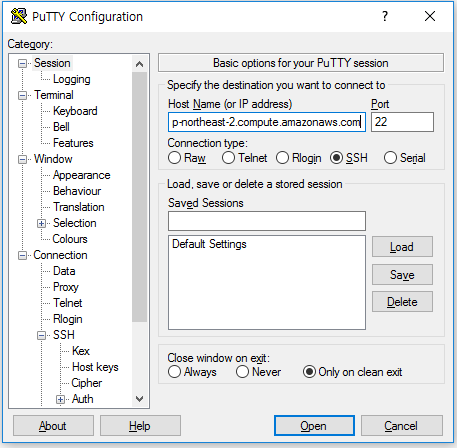 PuTTY Configuration
Category:
Session
Logging
Terminal
Keyboard
Bell
Features
Window
Appearance
Behaviour
Translation
Selection
Colours
Connection
Data
Proxy
Telnet
Rlogin
SSH
Kex
Host keys
Cipher
Auth
Basic options for your PuTTY session
Specify the destination you want to connect to
Host Name (or IP address) Port
p-northeast-2.compute.amazonaws.com 22
Connection type:
Raw Telnet Rlogin SSH Serial
Load, save or delete a stored session
Saved Sessions
Default Settings
Load
Save
Delete
Close window on exit:
Always Never Only on clean exit
About Help Open Cancel